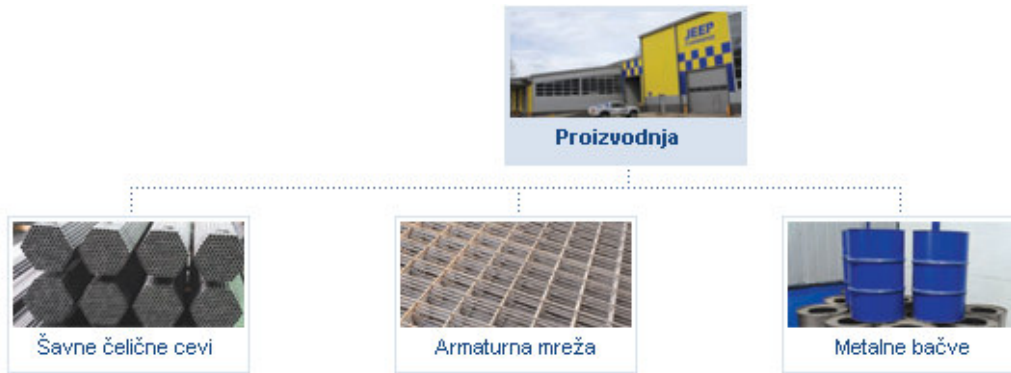 JEEP
Proizvodnja
Šavne čelične cevi
Armaturna mreža
Metalne bačve